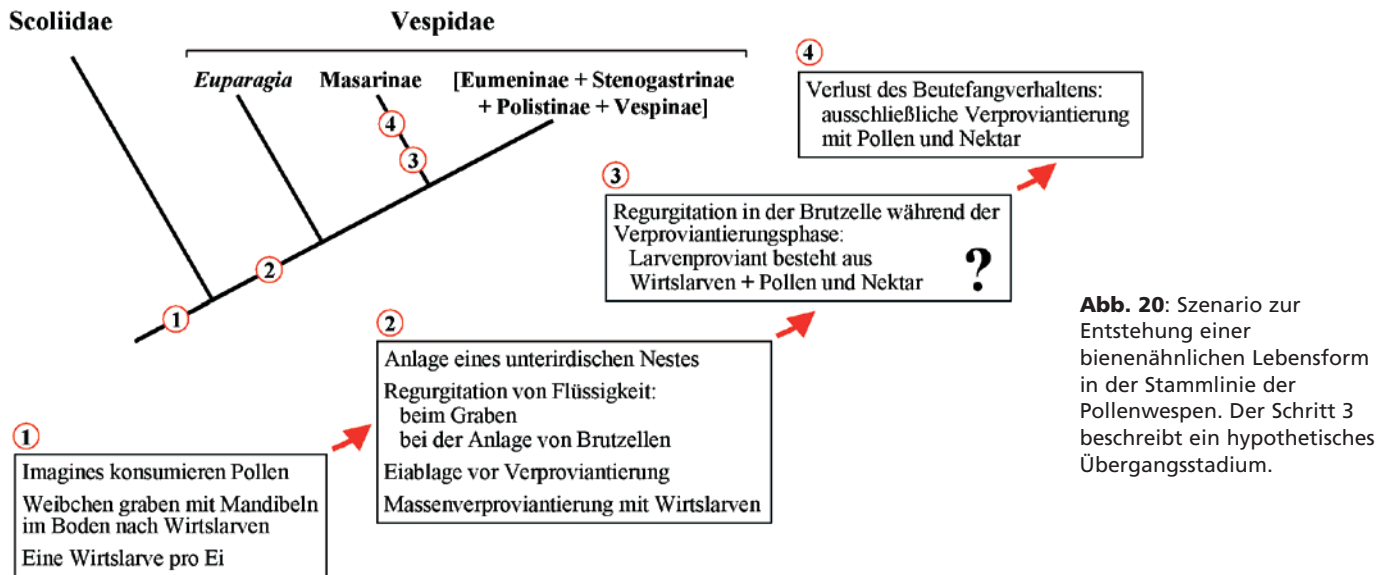 Scoliidae
Vespidae
Euparagia
Masarinae
[Eumeninae + Stenogastrinae
+ Polistinae + Vespinae]
4
3
2
1
4
Verlust des Beutefangverhaltens:
ausschließliche Verproviantierung
mit Pollen und Nektar
3
Regurgitation in der Brutzelle während der
Verproviantierungsphase:
Larvenproviant besteht aus
Wirtslarven + Pollen und Nektar
?
2
Anlage eines unterirdischen Nestes
Regurgitation von Flüssigkeit:
beim Graben
bei der Anlage von Brutzellen
Eiablage vor Verproviantierung
Massenverproviantierung mit Wirtslarven
1
Imagines konsumieren Pollen
Weibchen graben mit Mandibeln
im Boden nach Wirtslarven
Eine Wirtslarve pro Ei
Abb. 20: Szenario zur
Entstehung einer
bienenähnlichen Lebensform
in der Stammlinie der
Pollenwespen. Der Schritt 3
beschreibt ein hypothetisches
Übergangsstadium.